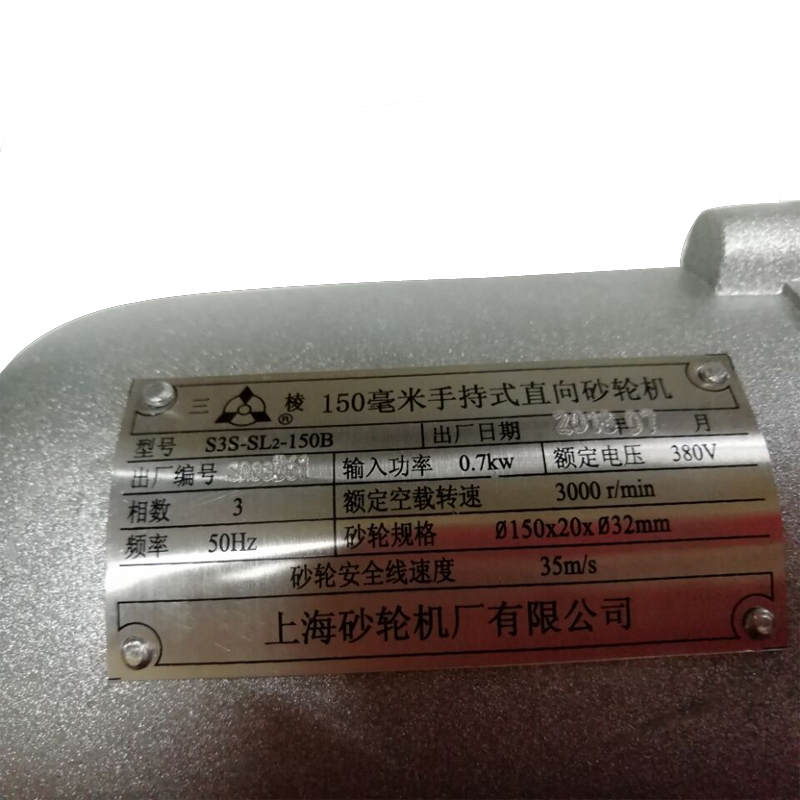 三 棱 ® 150毫米手持式直向砂轮机
型号 S3S-SL2-150B 出厂日期 年 月
出厂编号 输入功率 0.7kw 额定电压 380V
相数 3 额定空载转速 3000 r/min
频率 50Hz 砂轮规格 Ø150x20xØ32mm
砂轮安全线速度 35m/s
上海砂轮机厂有限公司